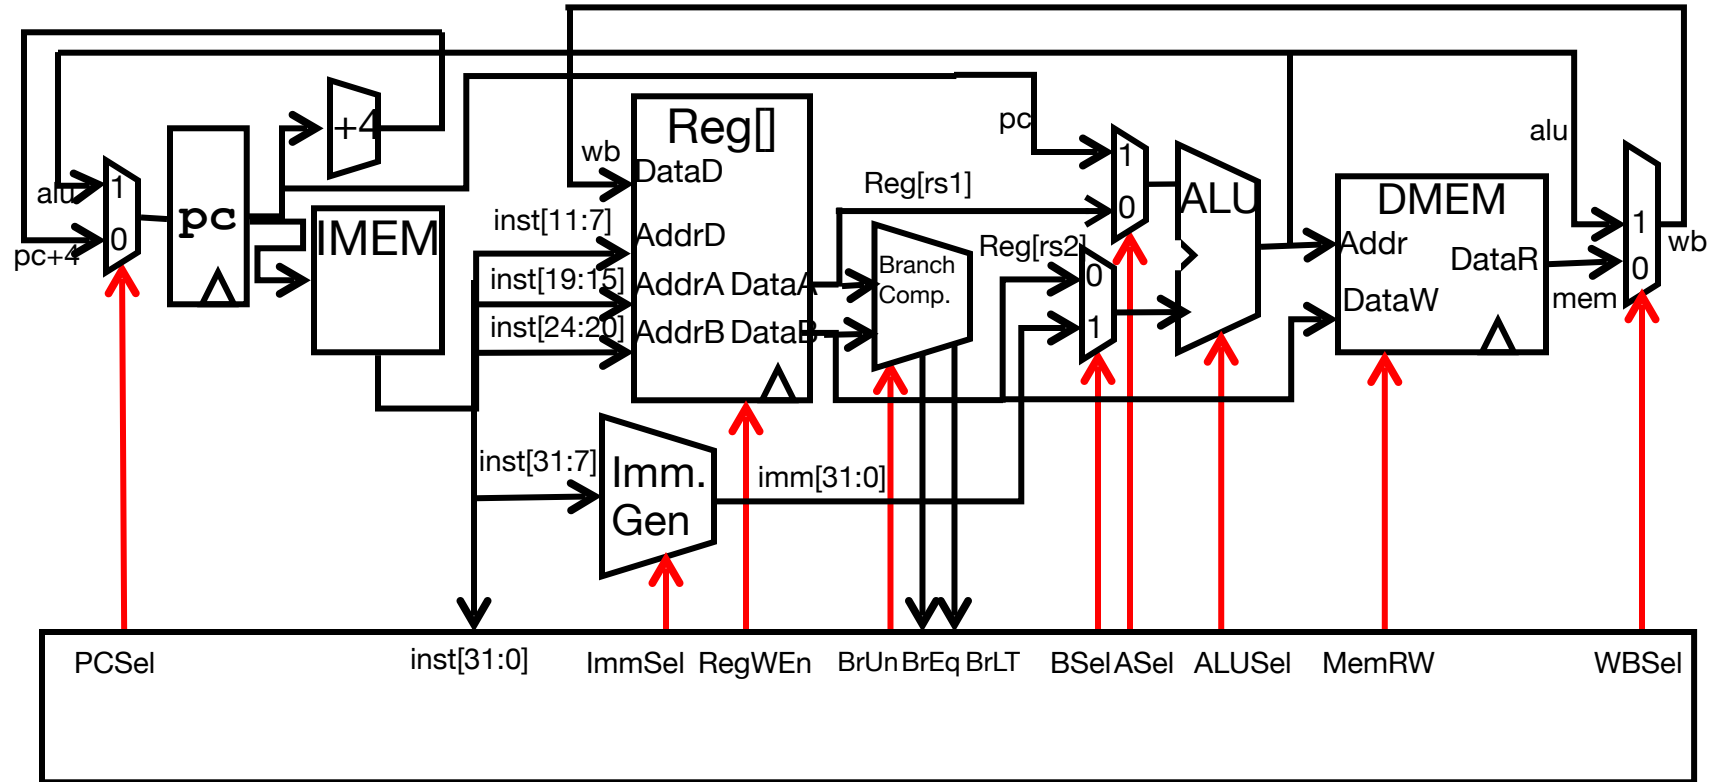 +4
Reg[]
pc
alu
wb
DataD
alu
1
pc
IMEM
Reg[rs1]
1
0
ALU
DMEM
inst[11:7]
AddrD
0
pc+4
Reg[rs2]
Addr
DataR
1
wb
0
mem
inst[19:15]
AddrA DataA
Branch
Comp.
0
1
DataW
inst[24:20]
AddrB DataB
inst[31:7]
Imm.
Gen
imm[31:0]
PCSel
inst[31:0]
ImmSel
RegWEn
BrUn
BrEq
BrLT
BSel
ASel
ALUSel
MemRW
WBSel